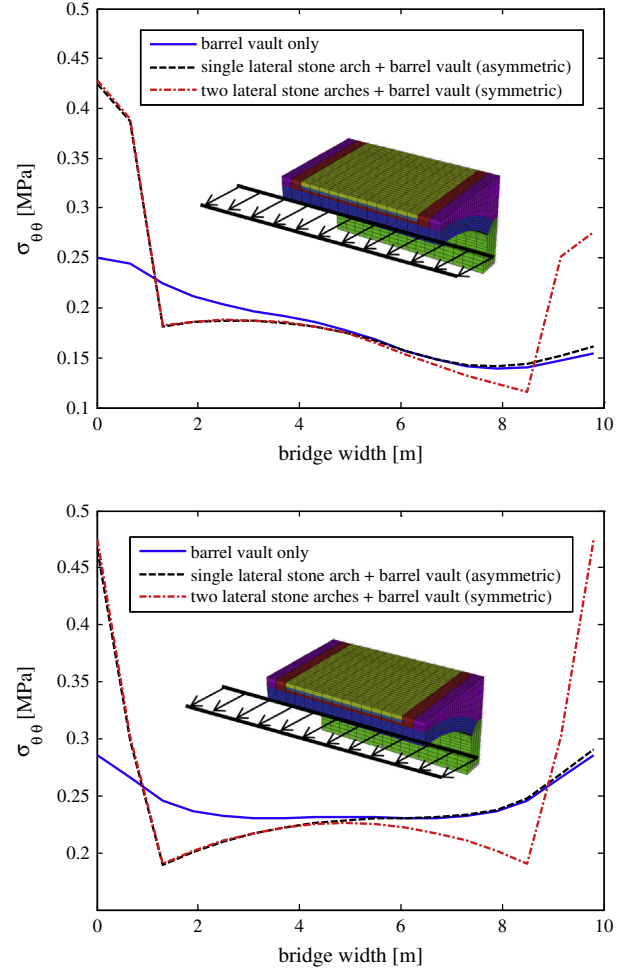 0.5
barrel vault only
single lateral stone arch + barrel vault (asymmetric)
two lateral stone arches + barrel vault (symmetric)
0.45
0.4
0.35
0.3
0.25
0.2
0.15
0.1
σθθ [MPa]
0 2 4 6 8 10
bridge width [m]
0.5
barrel vault only
single lateral stone arch + barrel vault (asymmetric)
two lateral stone arches + barrel vault (symmetric)
0.45
0.4
0.35
0.3
0.25
0.2
σθθ [MPa]
0 2 4 6 8 10
bridge width [m]